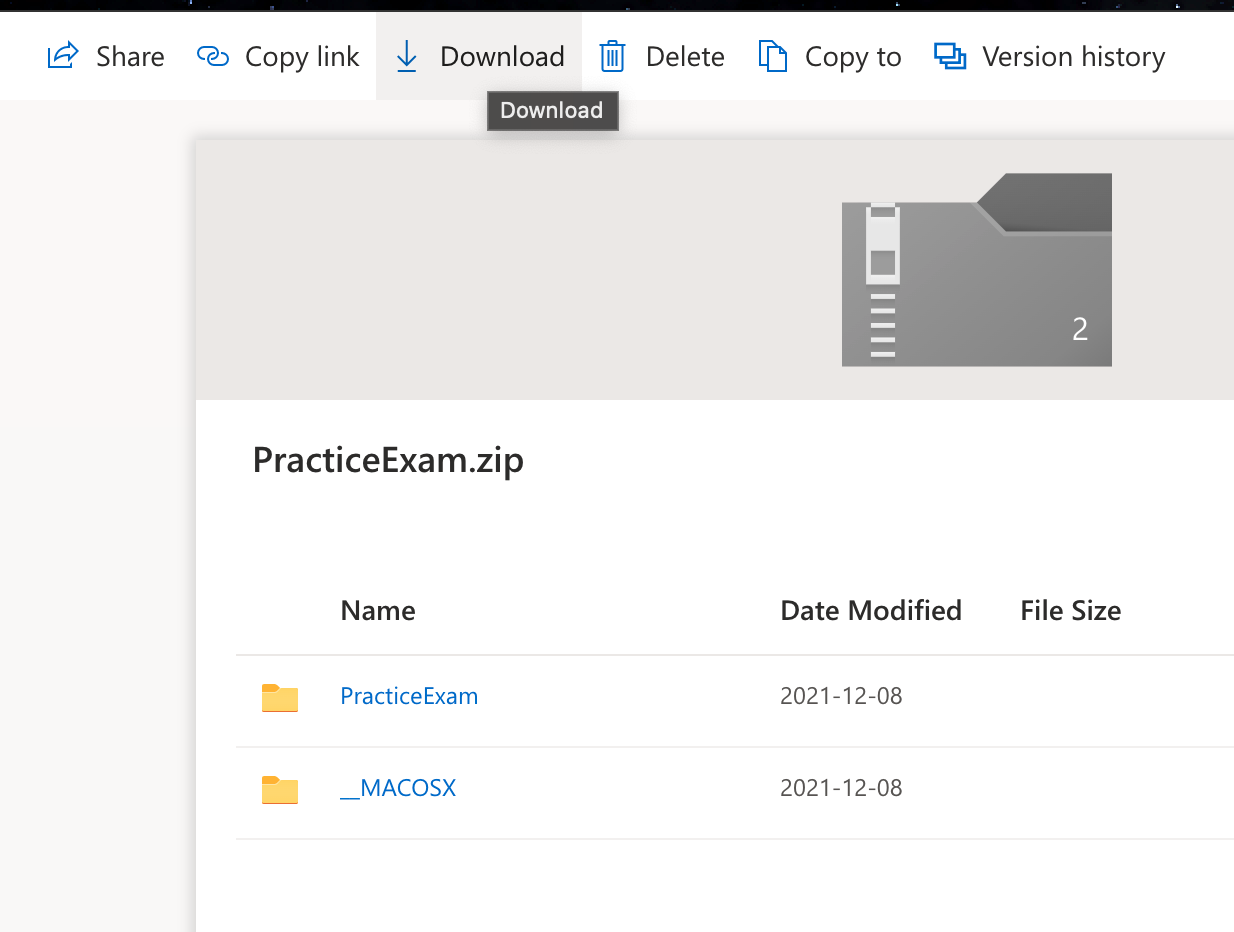 Share Copy link Download Delete Copy to Version history
Download
2
PracticeExam.zip
Name Date Modified File Size
PracticeExam 2021-12-08
__MACOSX 2021-12-08